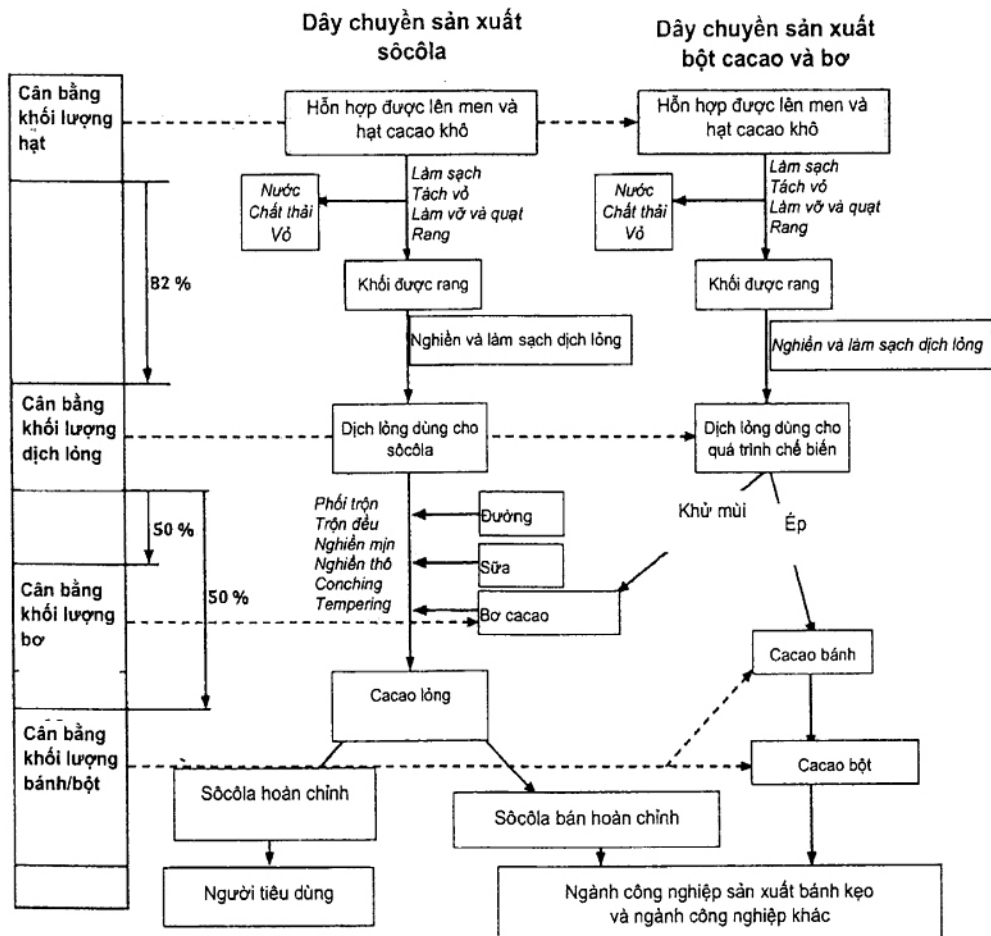 Dây chuyền sản xuất
sôcôla
Dây chuyền sản xuất
bột cacao và bơ
Cân bằng
khối lượng
hạt
Hỗn hợp được lên men và
hạt cacao khô
Hỗn hợp được lên men và
hạt cacao khô
Nước
Chất thải
Vỏ
Làm sạch
Tách vỏ
Làm vỡ và quạt
Rang
Nước
Chất thải
Vỏ
Làm sạch
Tách vỏ
Làm vỡ và quạt
Rang
82 %
Khối được rang
Khối được rang
Nghiền và làm sạch dịch lỏng
Nghiền và làm sạch dịch lỏng
Cân bằng
khối lượng
dịch lỏng
Dịch lỏng dùng cho
sôcôla
Dịch lỏng dùng cho
quá trình chế biến
50 %
50 %
Phối trộn
Trộn đều
Nghiền mịn
Nghiền thô
Conching
Tempering
Đường
Sữa
Bơ cacao
Khử mùi
Ép
Cân bằng
khối lượng
bơ
Cacao lỏng
Cacao bánh
Cân bằng
khối lượng
bánh/bột
Cacao bột
Sôcôla hoàn chỉnh
Sôcôla bán hoàn chỉnh
Người tiêu dùng
Ngành công nghiệp sản xuất bánh kẹo
và ngành công nghiệp khác